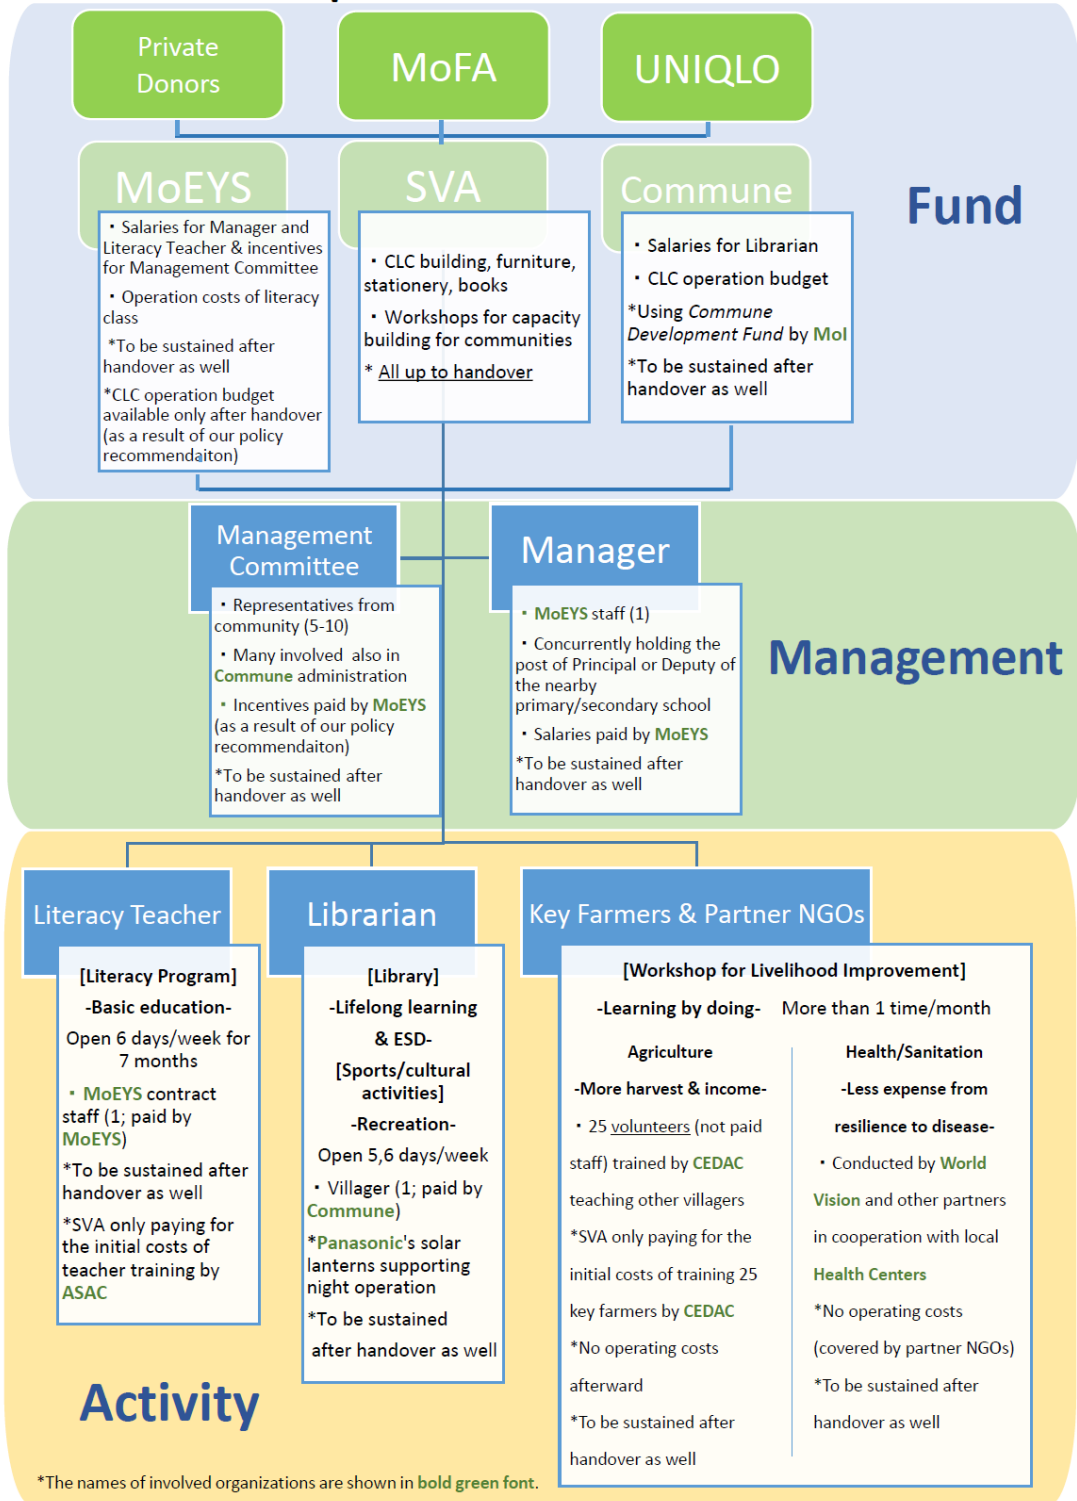 Private
Donors
MoFA
UNIQLO
MoEYS
SVA
Commune
Fund
・Salaries for Manager and
Literacy Teacher & incentives
for Management Committee
・Operation costs of literacy
class
*To be sustained after
handover as well
*CLC operation budget
available only after handover
(as a result of our policy
recommendaiton)
・CLC building, furniture,
stationery, books
・Workshops for capacity
building for communities
* All up to handover
・Salaries for Librarian
・CLC operation budget
*Using Commune
Development Fund by MoI
*To be sustained after
handover as well
Management
Committee
・Representatives from
community (5-10)
・Many involved also in
Commune administration
・Incentives paid by MoEYS
(as a result of our policy
recommendaiton)
*To be sustained after
handover as well
Manager
・MoEYS staff (1)
・Concurrently holding the
post of Principal or Deputy of
the nearby
primary/secondary school
・Salaries paid by MoEYS
*To be sustained after
handover as well
Management
Literacy Teacher
[Literacy Program]
-Basic education-
Open 6 days/week for
7 months
・MoEYS contract
staff (1; paid by
MoEYS)
*To be sustained after
handover as well
*SVA only paying for
the initial costs of
teacher training by
ASAC
Librarian
[Library]
-Lifelong learning
& ESD-
[Sports/cultural
activities]
-Recreation-
Open 5,6 days/week
・Villager (1; paid by
Commune)
*Panasonic's solar
lanterns supporting
night operation
*To be sustained
after handover as well
Key Farmers & Partner NGOs
[Workshop for Livelihood Improvement]
-Learning by doing- More than 1 time/month
Agriculture
-More harvest & income-
・25 volunteers (not paid
staff) trained by CEDAC
teaching other villagers
*SVA only paying for the
initial costs of training 25
key farmers by CEDAC
*No operating costs
afterward
*To be sustained after
handover as well
Health/Sanitation
-Less expense from
resilience to disease-
・Conducted by World
Vision and other partners
in cooperation with local
Health Centers
*No operating costs
(covered by partner NGOs)
*To be sustained after
handover as well
Activity
*The names of involved organizations are shown in bold green font.